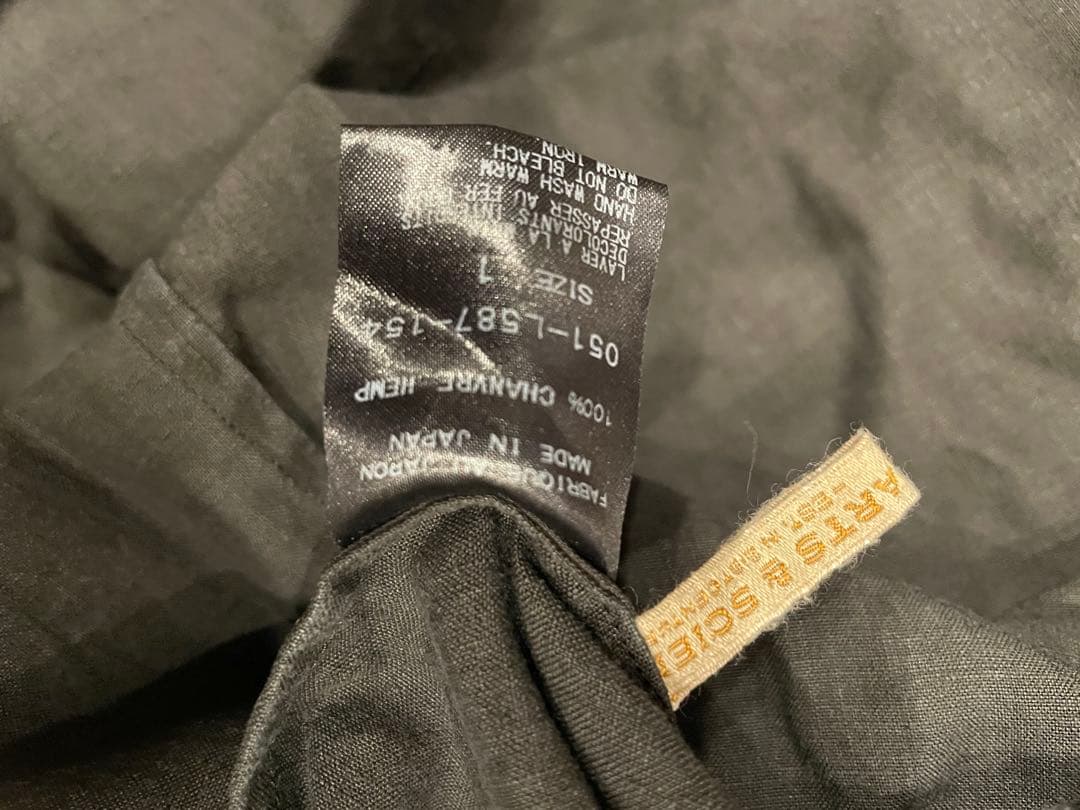 FABRIQUE AU JAPON
MADE IN JAPAN
100% CHANVRE HEMP
051-L587-154
SIZE 1
LAVER A LA
DECOLORANTS INTERDITS
REPASSER AU FER
HAND WASH WARM
DO NOT BLEACH.
WARM IRON
ARTS & SCIE